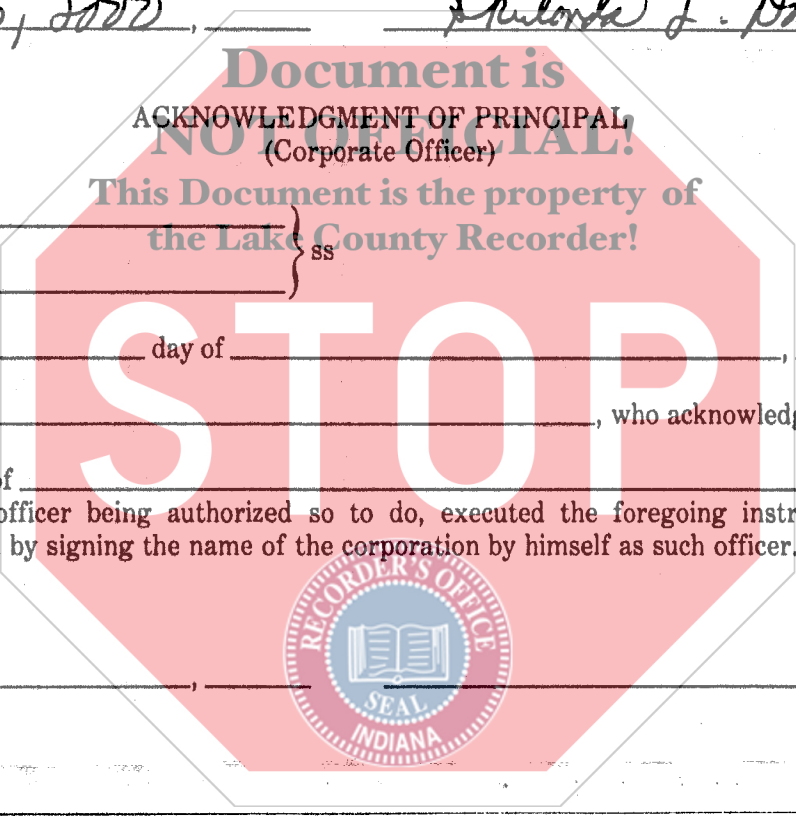 Document is
ACKNOWLEDGMENT OF PRINCIPAL
NOT OFFICIAL!
(Corporate Officer)
This Document is the property of
the Lake County Recorder!
ss
day of ,
, who acknowledg
of
officer being authorized so to do, executed the foregoing instr
by signing the name of the corporation by himself as such officer.
STOP
RECORDER'S OFFICE
SEAL
INDIANA